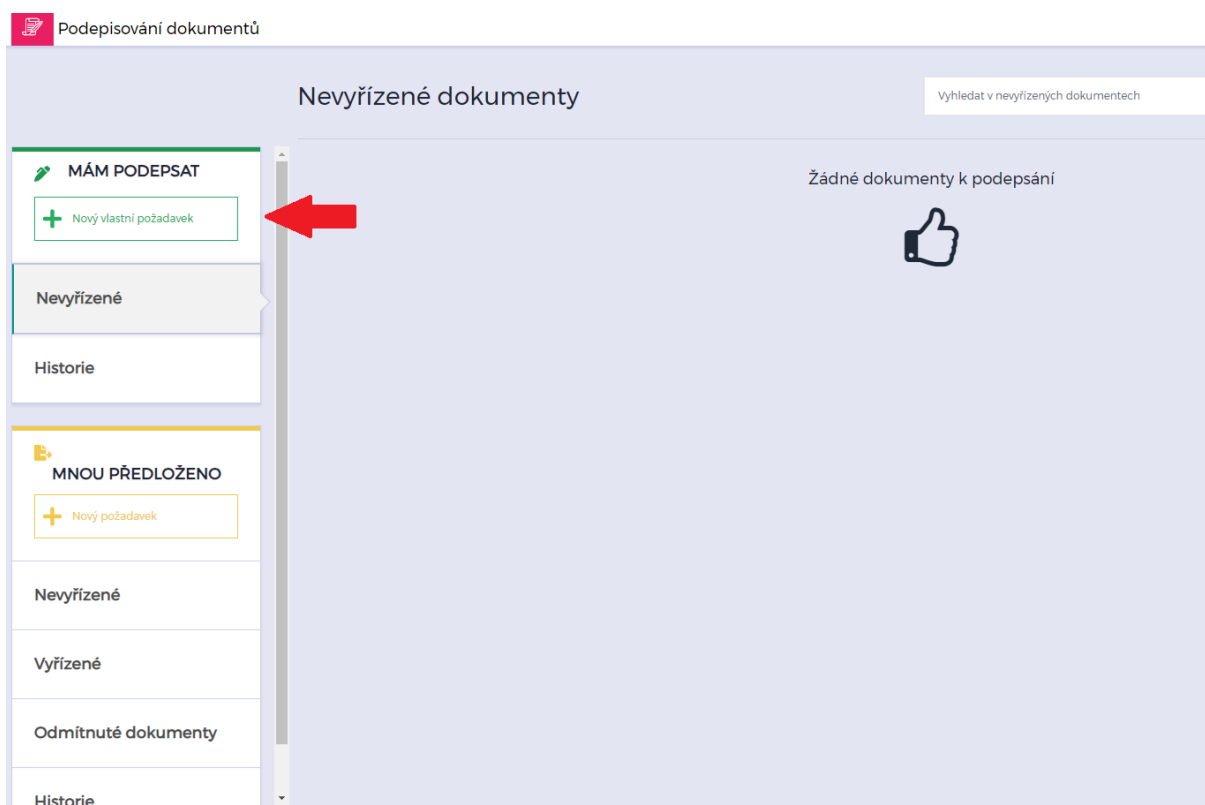 Podepisování dokumentů
Nevyřízené dokumenty
Vyhledat v nevyřízených dokumentech
MÁM PODEPSAT
Nový vlastní požadavek
Nevyřízené
Historie
Žádné dokumenty k podepsání
MNOU PŘEDLOŽENO
Nový požadavek
Nevyřízené
Vyřízené
Odmítnuté dokumenty
Historie